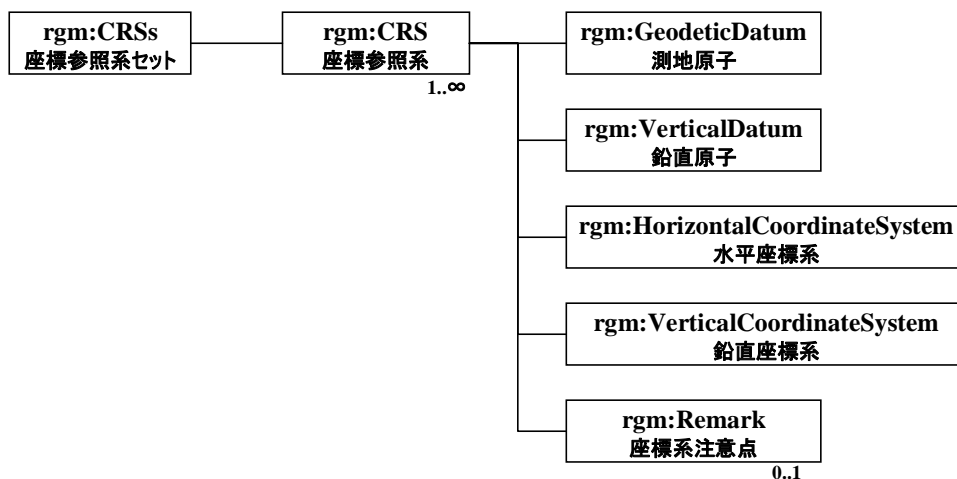 rgm:CRSs
座標参照系セット
rgm:CRS
座標参照系
1..∞
rgm:GeodeticDatum
測地原子
rgm:VerticalDatum
鉛直原子
rgm:HorizontalCoordinateSystem
水平座標系
rgm:VerticalCoordinateSystem
鉛直座標系
rgm:Remark
座標系注意点
0..1